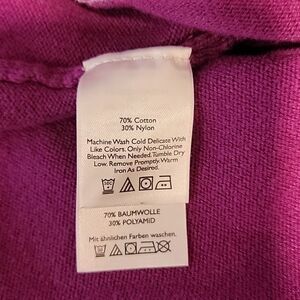 70% Cotton
30% Nylon
Machine Wash Cold Delicate With
Like Colors. Only Non-Chlorine
Bleach When Needed. Tumble Dry
Low. Remove Promptly. Warm
Iron As Desired.
70% BAUMWOLLE
30% POLYAMID
Mit ähnlichen Farben waschen.